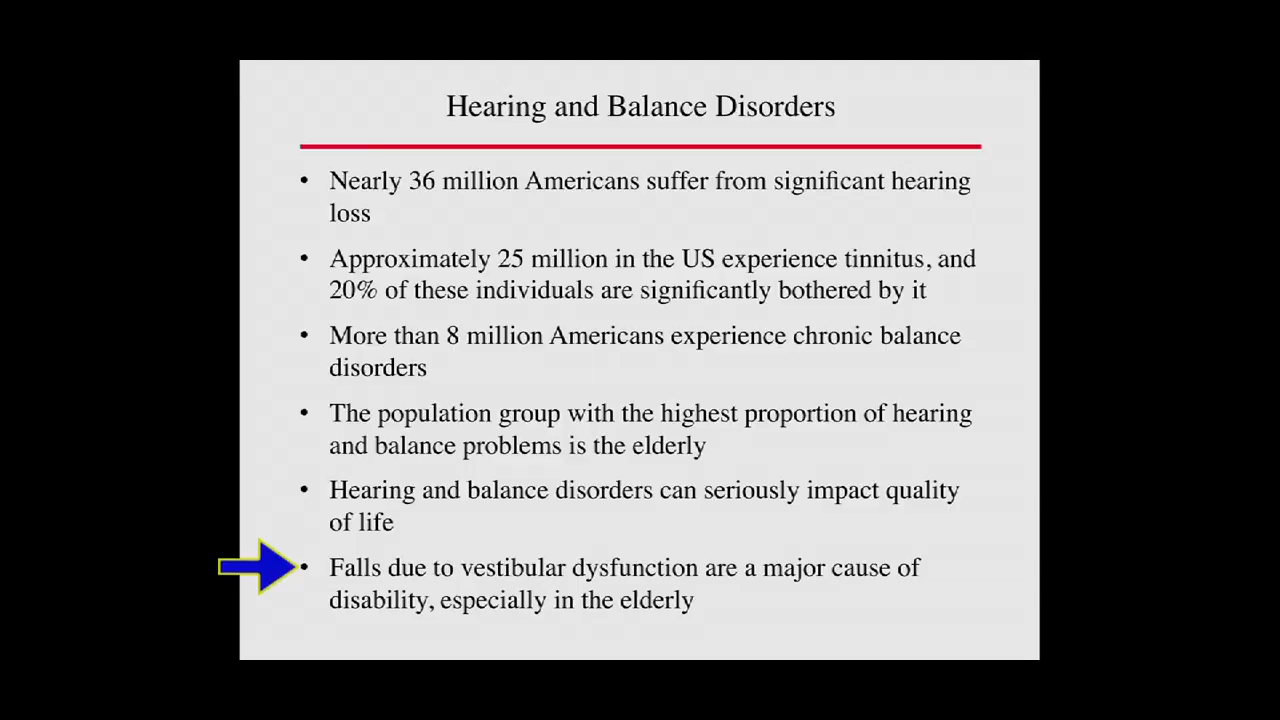 Hearing and Balance Disorders
• Nearly 36 million Americans suffer from significant hearing
loss
• Approximately 25 million in the US experience tinnitus, and
20% of these individuals are significantly bothered by it
• More than 8 million Americans experience chronic balance
disorders
• The population group with the highest proportion of hearing
and balance problems is the elderly
• Hearing and balance disorders can seriously impact quality
of life
• Falls due to vestibular dysfunction are a major cause of
disability, especially in the elderly